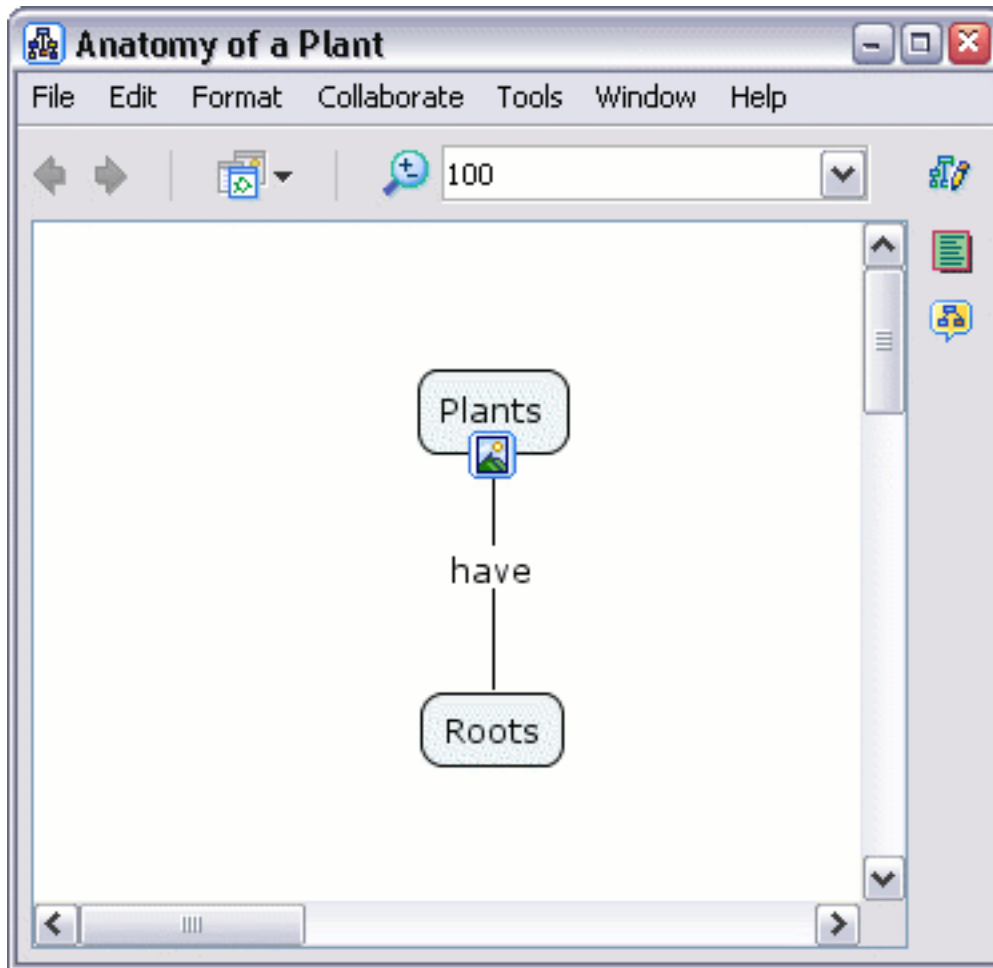 Anatomy of a Plant
File Edit Format Collaborate Tools Window Help
100
Plants
have
Roots